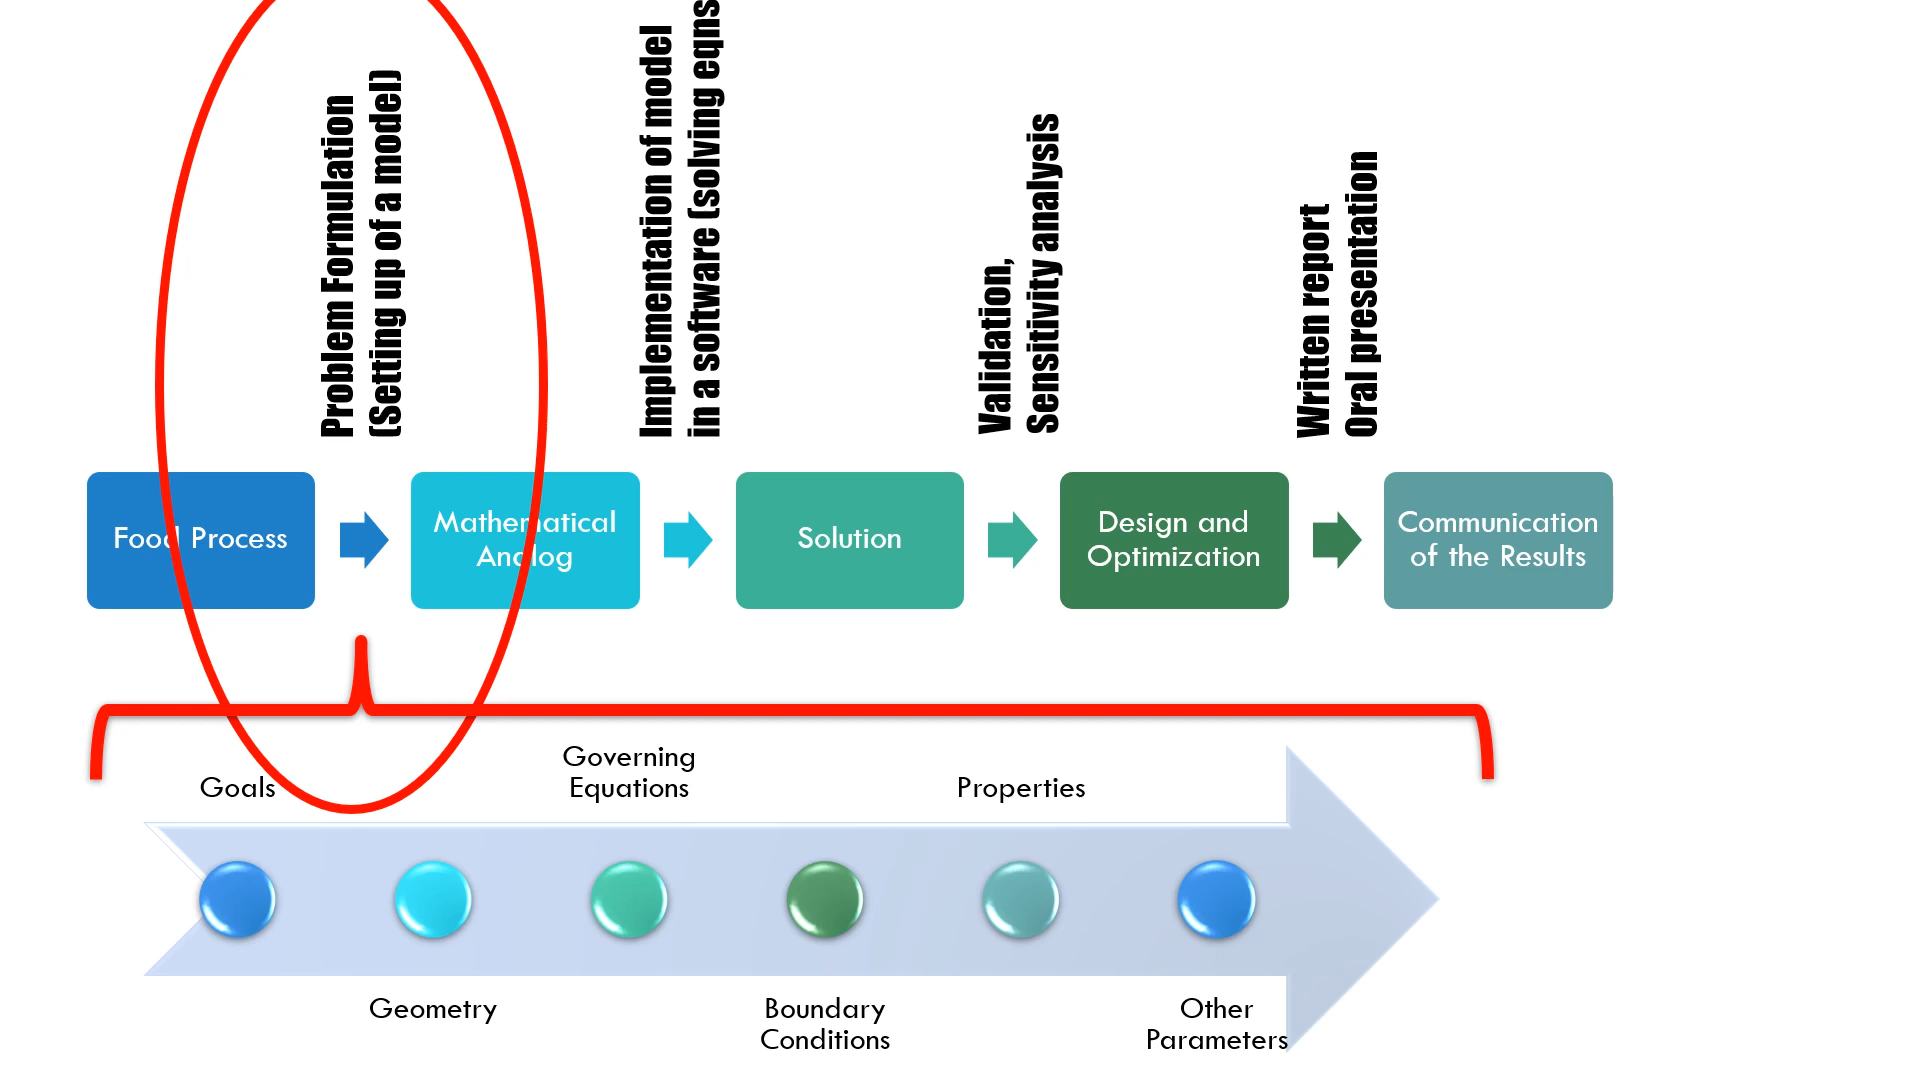 Problem Formulation
(Setting up of a model)
Implementation of model
in a software (solving eqns
Validation,
Sensitivity analysis
Written report
Oral presentation
Food Process
Mathematical
Analog
Solution
Design and
Optimization
Communication
of the Results
Goals
Governing
Equations
Properties
Geometry
Boundary
Conditions
Other
Parameters